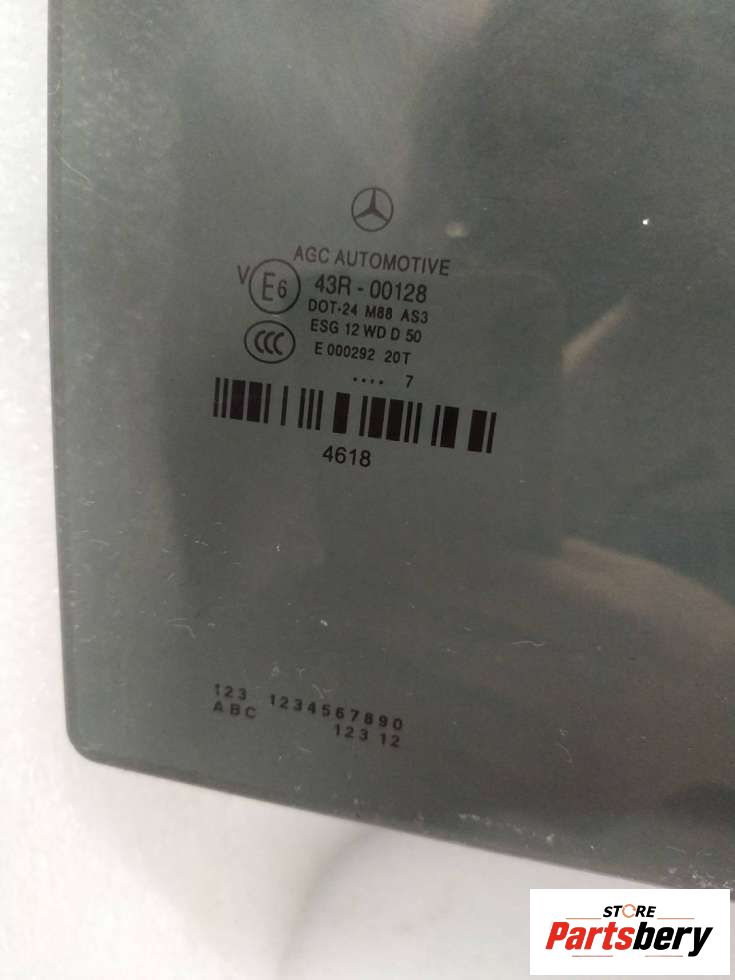 AGC AUTOMOTIVE
V E6 43R - 00128
DOT-24 M88 AS3
ESG 12 WD D 50
CCC E 000292 20T
.... 7
4618
123 1234567890
ABC 123 12
STORE
Partsbery